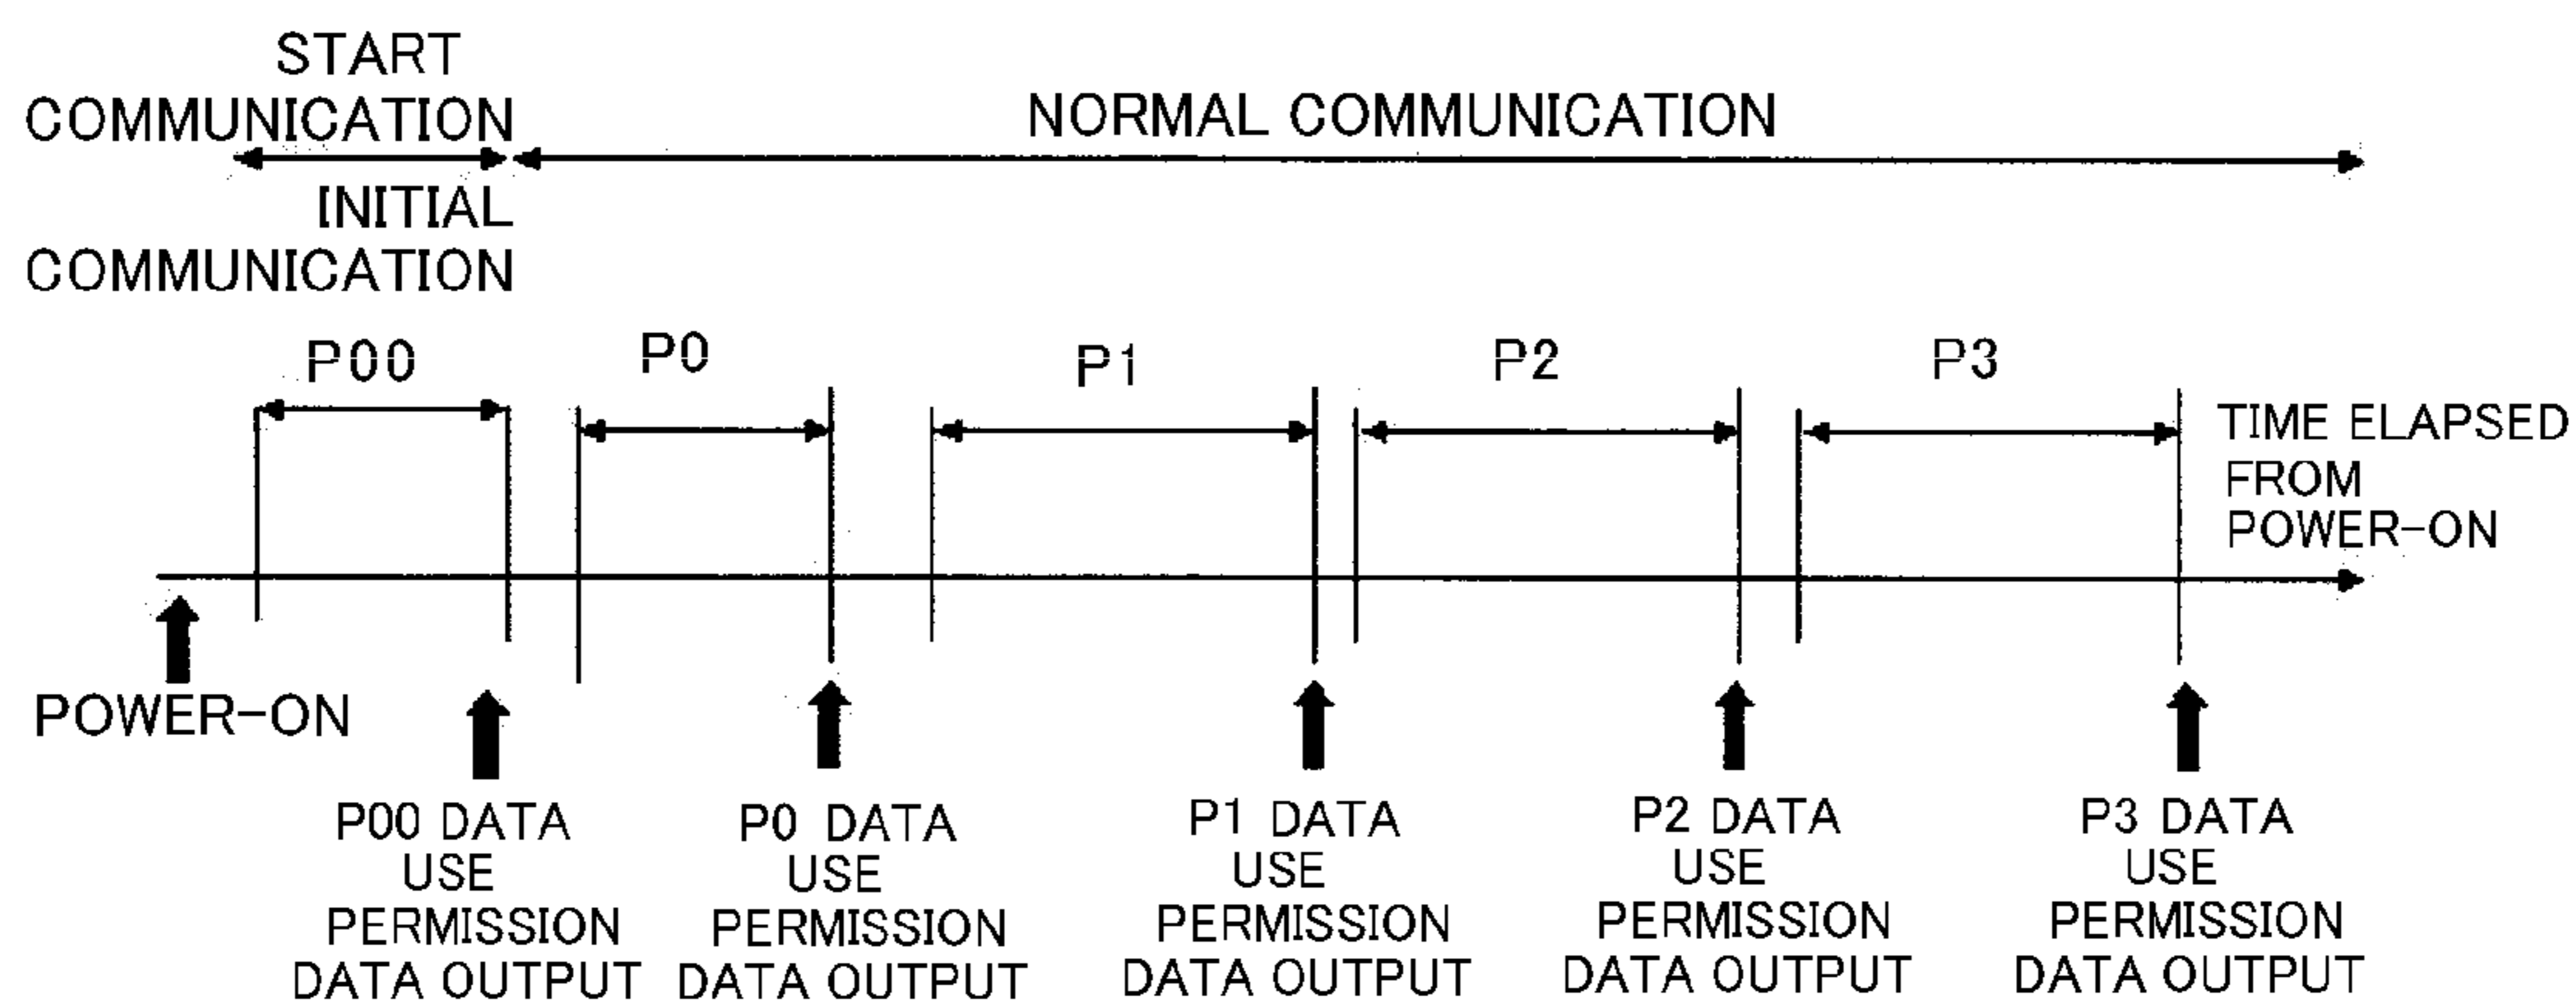 START
COMMUNICATION
NORMAL COMMUNICATION
INITIAL
COMMUNICATION
P00
P0
P1
P2
P3
TIME ELAPSED
FROM
POWER-ON
POWER-ON
P00 DATA
USE
PERMISSION
DATA OUTPUT
P0 DATA
USE
PERMISSION
DATA OUTPUT
P1 DATA
USE
PERMISSION
DATA OUTPUT
P2 DATA
USE
PERMISSION
DATA OUTPUT
P3 DATA
USE
PERMISSION
DATA OUTPUT